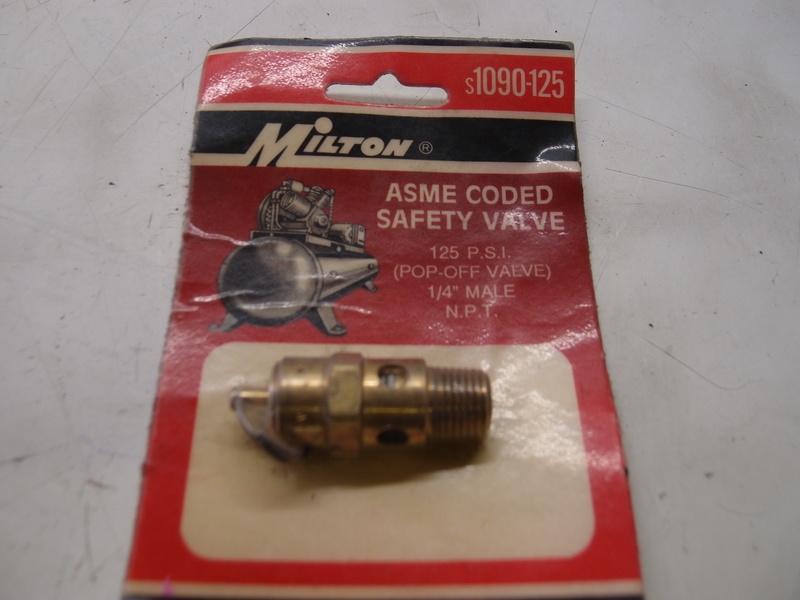 S1090-125
MILTON ®
ASME CODED
SAFETY VALVE
125 P.S.I.
(POP-OFF VALVE)
1/4" MALE
N.P.T.